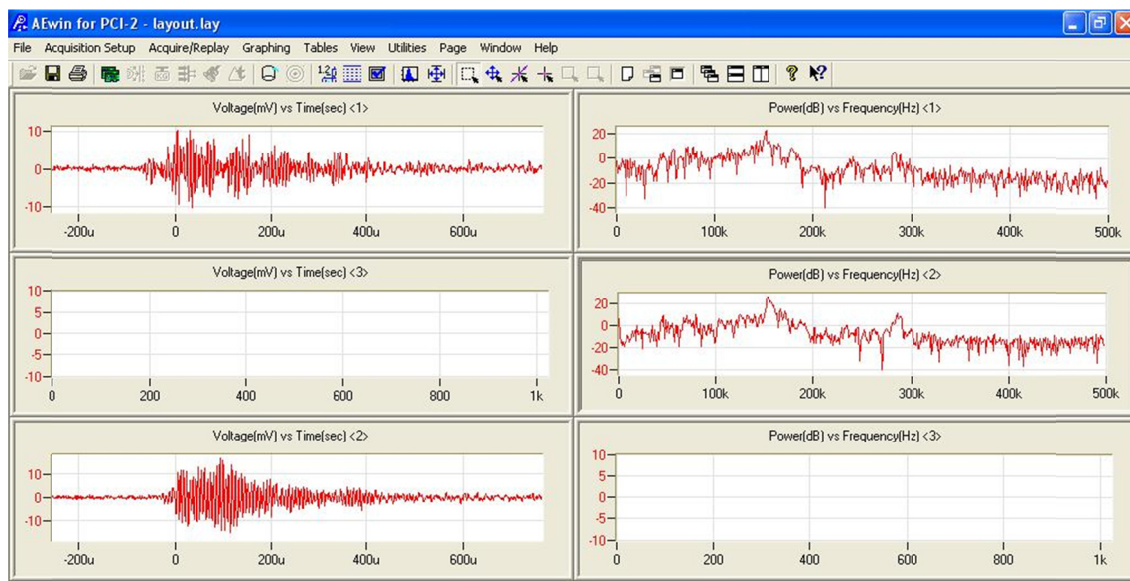 AEwin for PCI-2 - layout.lay
File Acquisition Setup Acquire/Replay Graphing Tables View Utilities Page Window Help
Voltage(mV) vs Time(sec) <1>
10
0
-10
-200u 0 200u 400u 600u
Power(dB) vs Frequency(Hz) <1>
20
0
-20
-40
0 100k 200k 300k 400k 500k
Voltage(mV) vs Time(sec) <3>
10
5
0
-5
-10
0 200 400 600 800 1k
Power(dB) vs Frequency(Hz) <2>
20
0
-20
-40
0 100k 200k 300k 400k 500k
Voltage(mV) vs Time(sec) <2>
10
0
-10
-200u 0 200u 400u 600u
Power(dB) vs Frequency(Hz) <3>
10
5
0
-5
-10
0 200 400 600 800 1k